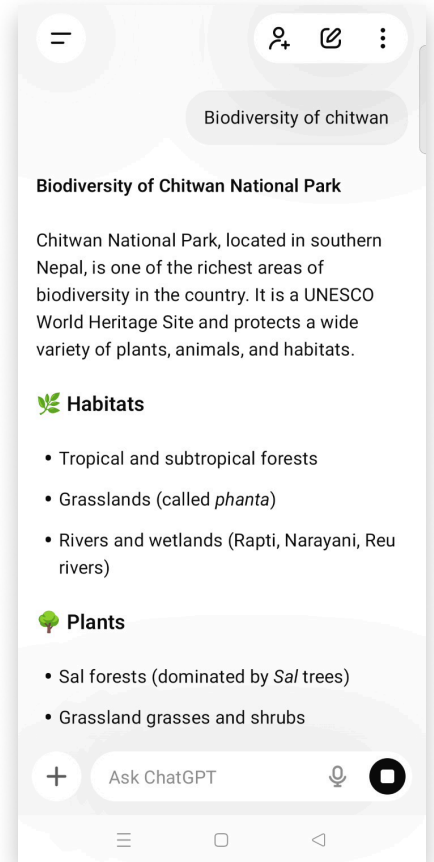 Biodiversity of chitwan
Biodiversity of Chitwan National Park
Chitwan National Park, located in southern
Nepal, is one of the richest areas of
biodiversity in the country. It is a UNESCO
World Heritage Site and protects a wide
variety of plants, animals, and habitats.
🌿 Habitats
• Tropical and subtropical forests
• Grasslands (called phanta)
• Rivers and wetlands (Rapti, Narayani, Reu
rivers)
🌳 Plants
• Sal forests (dominated by Sal trees)
• Grassland grasses and shrubs
Ask ChatGPT